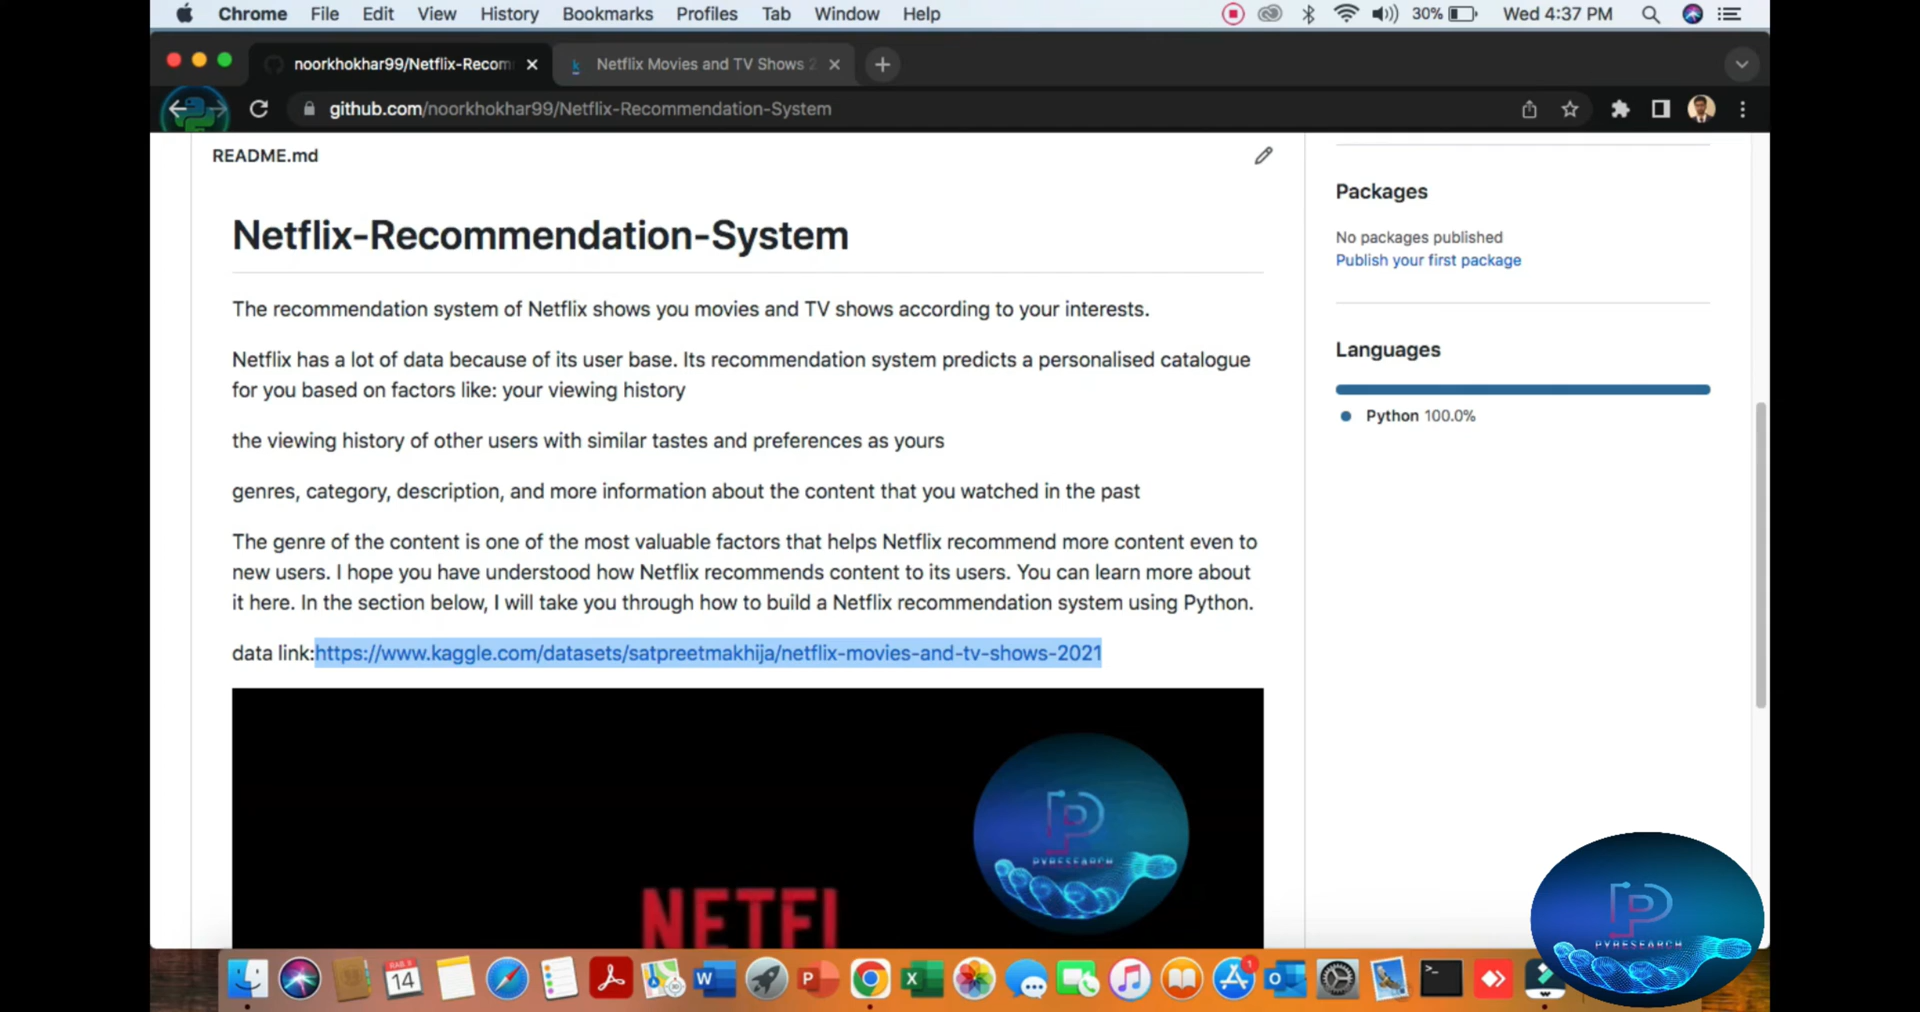 Chrome File Edit View History Bookmarks Profiles Tab Window Help 30% Wed 4:37 PM
noorkhokhar99/Netflix-Recom Netflix Movies and TV Shows 2
github.com/noorkhokhar99/Netflix-Recommendation-System
README.md
Netflix-Recommendation-System
The recommendation system of Netflix shows you movies and TV shows according to your interests.
Netflix has a lot of data because of its user base. Its recommendation system predicts a personalised catalogue
for you based on factors like: your viewing history
the viewing history of other users with similar tastes and preferences as yours
genres, category, description, and more information about the content that you watched in the past
The genre of the content is one of the most valuable factors that helps Netflix recommend more content even to
new users. I hope you have understood how Netflix recommends content to its users. You can learn more about
it here. In the section below, I will take you through how to build a Netflix recommendation system using Python.
data link:https://www.kaggle.com/datasets/satpreetmakhija/netflix-movies-and-tv-shows-2021
PYRESEARCH
NETFL
Packages
No packages published
Publish your first package
Languages
Python 100.0%
PYRESEARCH
14
1